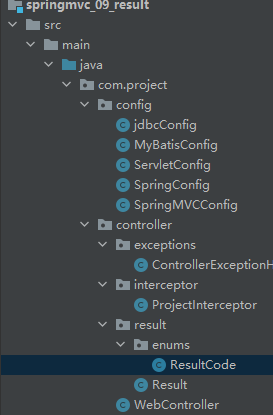 springmvc_09_result
src
main
java
com.project
config
jdbcConfig
MyBatisConfig
ServletConfig
SpringConfig
SpringMVCConfig
controller
exceptions
ControllerExceptionH
interceptor
ProjectInterceptor
result
enums
ResultCode
Result
WebController